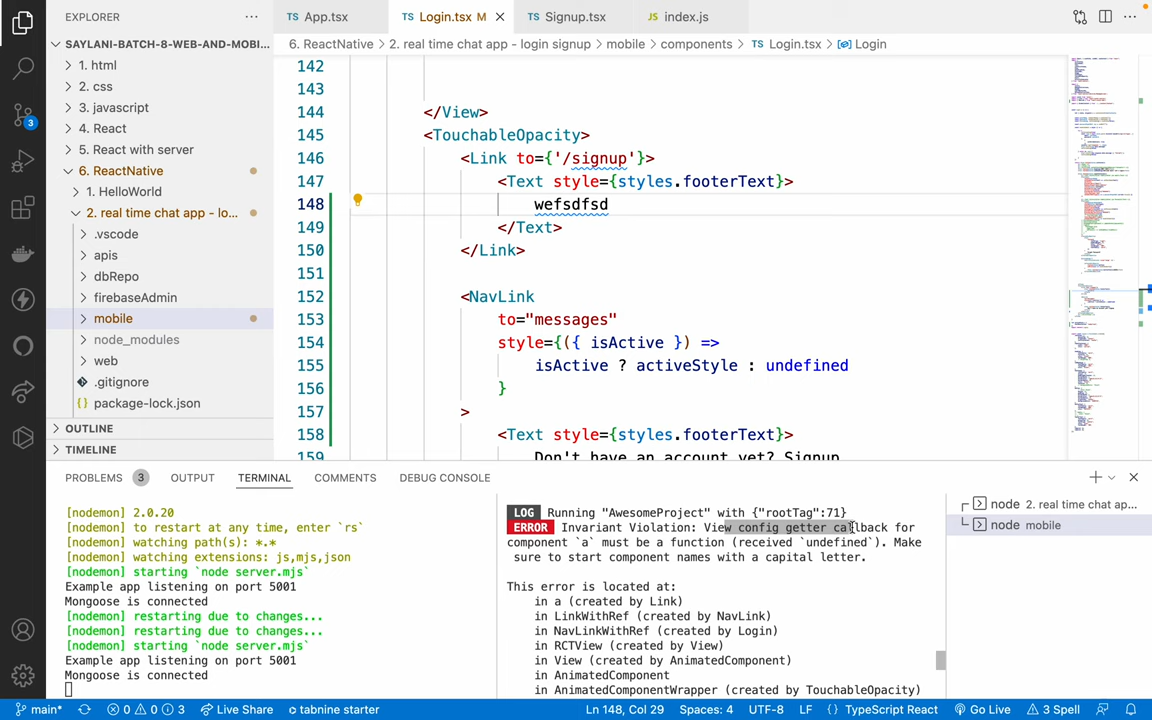 EXPLORER
App.tsx
Login.tsx M
Signup.tsx
JS index.js
SAYLANI-BATCH-8-WEB-AND-MOBI...
1. html
2. css
3. javascript
4. React
5. React with server
6. ReactNative
1. HelloWorld
2. real time chat app - lo...
.vscode
apis
dbRepo
firebaseAdmin
mobile
node_modules
web
.gitignore
{} package-lock.json
OUTLINE
TIMELINE
6. ReactNative > 2. real time chat app - login signup > mobile > components > Login.tsx > Login
142
143
144 </View>
145 <TouchableOpacity>
146 <Link to={'/signup'}>
147 <Text style={styles.footerText}>
148 wefsdfsd
149 </Text>
150 </Link>
151
152 <NavLink
153 to="messages"
154 style={({ isActive }) =>
155 isActive ? activeStyle : undefined
156 }
157 >
158 <Text style={styles.footerText}>
159 Don't have an account yet? Signup
PROBLEMS 3 OUTPUT TERMINAL COMMENTS DEBUG CONSOLE
[nodemon] 2.0.20
[nodemon] to restart at any time, enter `rs`
[nodemon] watching path(s): *.*
[nodemon] watching extensions: js,mjs,json
[nodemon] starting `node server.mjs`
Example app listening on port 5001
Mongoose is connected
[nodemon] restarting due to changes...
[nodemon] restarting due to changes...
[nodemon] starting `node server.mjs`
Example app listening on port 5001
Mongoose is connected
LOG Running "AwesomeProject" with {"rootTag":71}
ERROR Invariant Violation: View config getter callback for
component `a` must be a function (received `undefined`). Make
sure to start component names with a capital letter.
This error is located at:
in a (created by Link)
in LinkWithRef (created by NavLink)
in NavLinkWithRef (created by Login)
in RCTView (created by View)
in View (created by AnimatedComponent)
in AnimatedComponent
in AnimatedComponentWrapper (created by TouchableOpacity)
node 2. real time chat app...
node mobile
3
main* 0 0 3 Live Share tabnine starter Ln 148, Col 29 Spaces: 4 UTF-8 LF {} TypeScript React Go Live 3 Spell